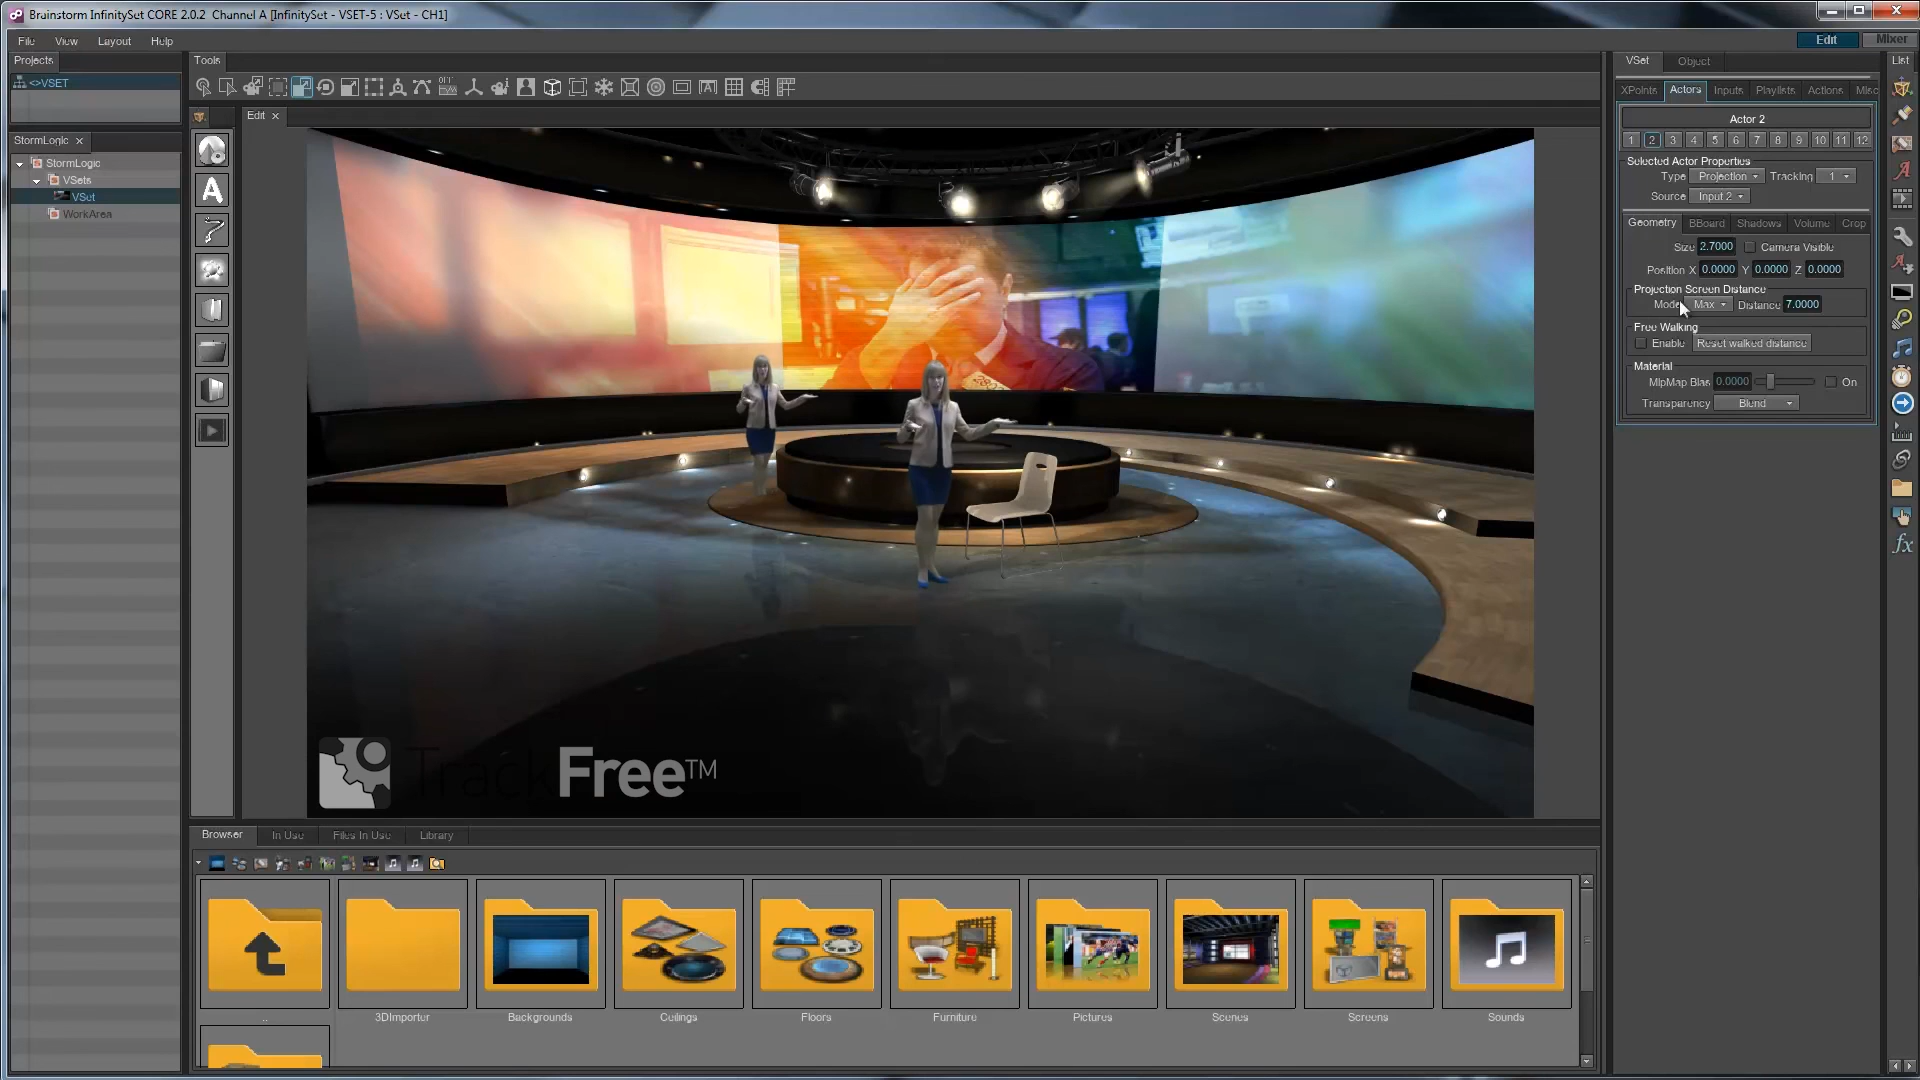 Brainstorm InfinitySet CORE 2.0.2 Channel A [InfinitySet - VSET-5 : VSet - CH1]
File View Layout Help
Edit Mixer
Projects
<>VSET
StormLogic
StormLogic
VSets
VSet
WorkArea
Tools
Edit
TrackFree™
VSet Object
List
XPoints Actors Inputs Playlists Actions Misc
Actor 2
1 2 3 4 5 6 7 8 9 10 11 12
Selected Actor Properties
Type Projection Tracking 1
Source Input 2
Geometry BBoard Shadows Volume Crop
Size 2.7000 Camera Visible
Position X 0.0000 Y 0.0000 Z 0.0000
Projection Screen Distance
Mode Max Distance 7.0000
Free Walking
Enable Reset walked distance
Material
MipMap Bias 0.0000 On
Transparency Blend
Browser In Use Files In Use Library
..
3DImporter
Backgrounds
Ceilings
Floors
Furniture
Pictures
Scenes
Screens
Sounds